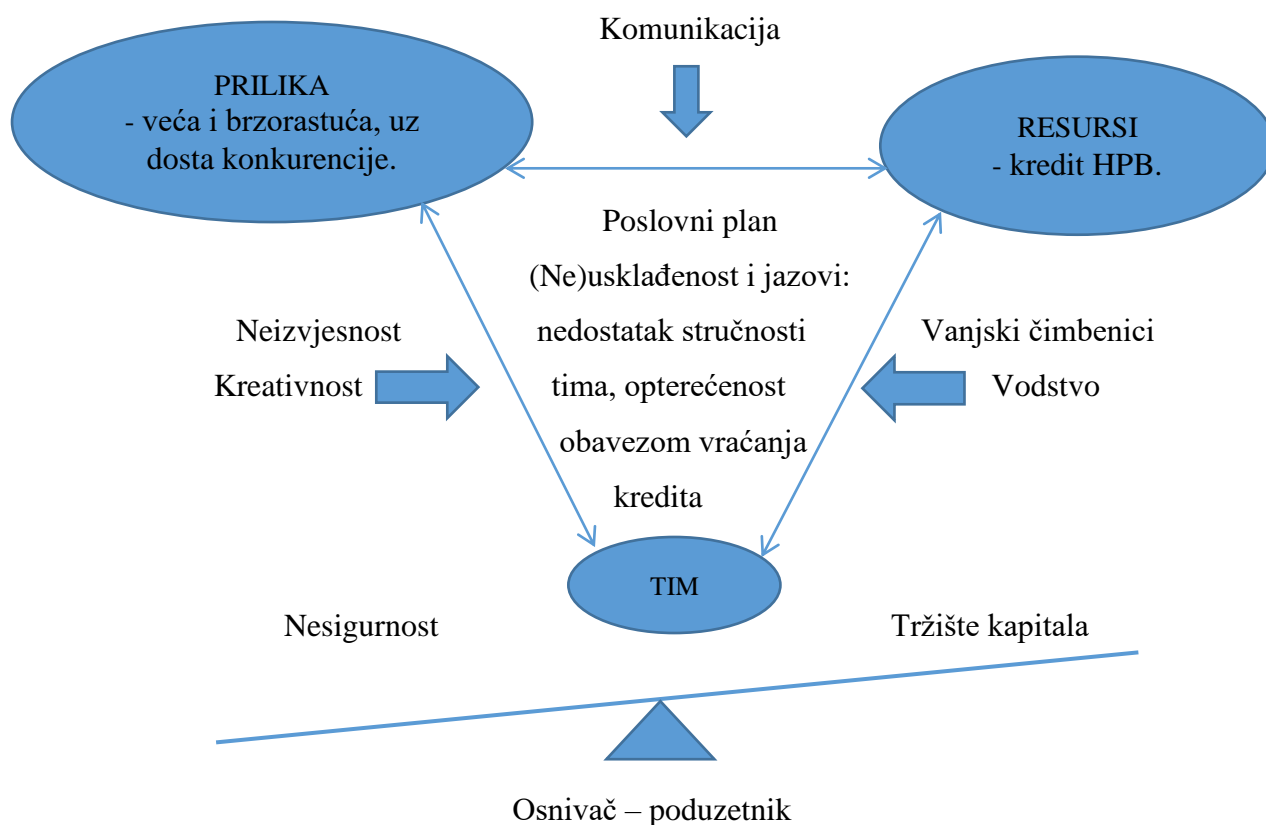 Komunikacija
PRILIKA
- veća i brzorastuća, uz
dosta konkurencije.
RESURSI
- kredit HPB.
Poslovni plan
(Ne)usklađenost i jazovi:
nedostatak stručnosti
tima, opterećenost
obavezom vraćanja
kredita
Neizvjesnost
Kreativnost
Vanjski čimbenici
Vodstvo
TIM
Nesigurnost
Tržište kapitala
Osnivač – poduzetnik